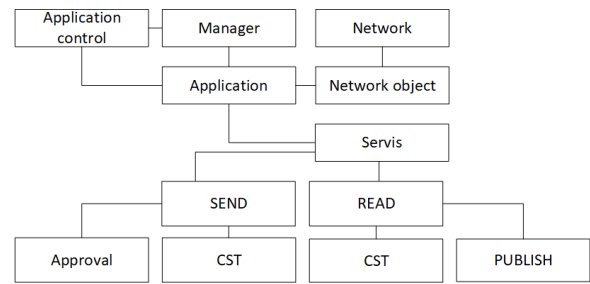 Application
control
Manager
Network
Application
Network object
Servis
SEND
READ
Approval
CST
CST
PUBLISH